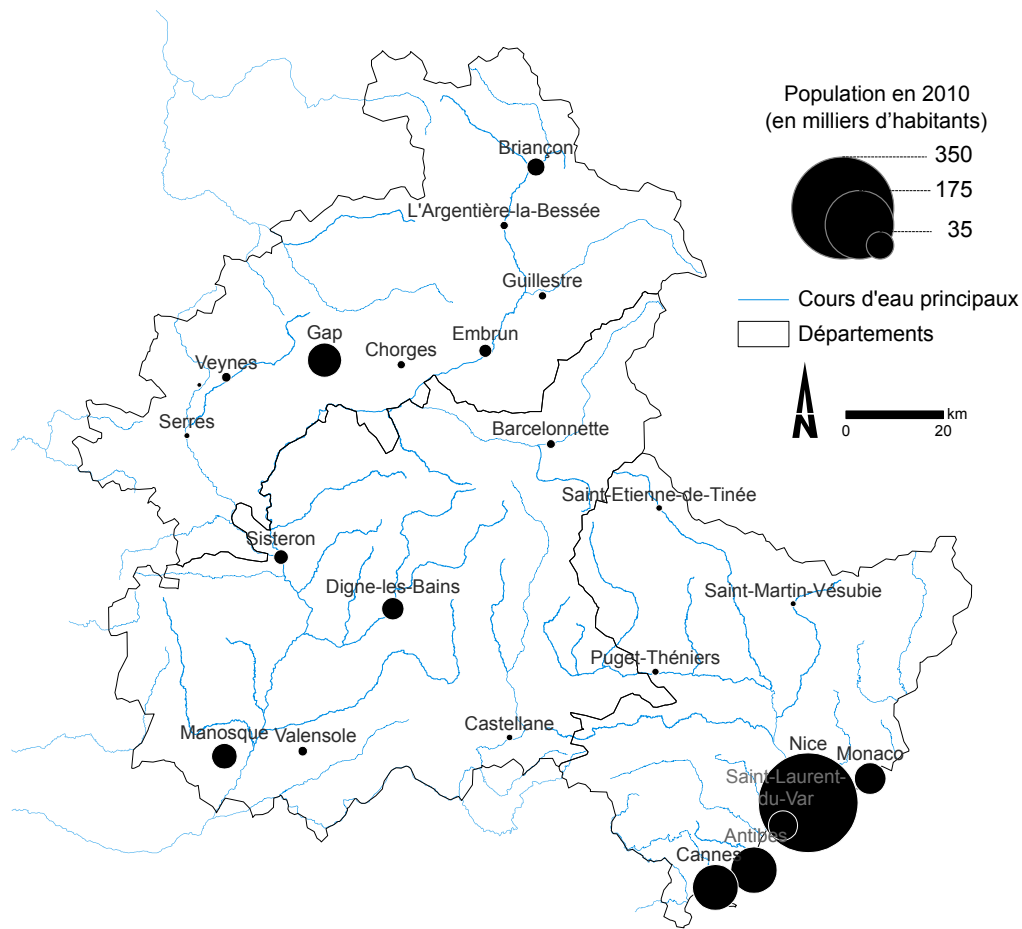 Population en 2010
(en milliers d'habitants)
350
175
35
Cours d'eau principaux
Départements
km
0 20
Briançon
L'Argentière-la-Bessée
Guillestre
Gap
Embrun
Chorges
Veynes
Serres
Barcelonnette
Saint-Etienne-de-Tinée
Sisteron
Digne-les-Bains
Saint-Martin-Vésubie
Puget-Théniers
Castellane
Manosque
Valensole
Nice
Monaco
Saint-Laurent-
du-Var
Antibes
Cannes
N